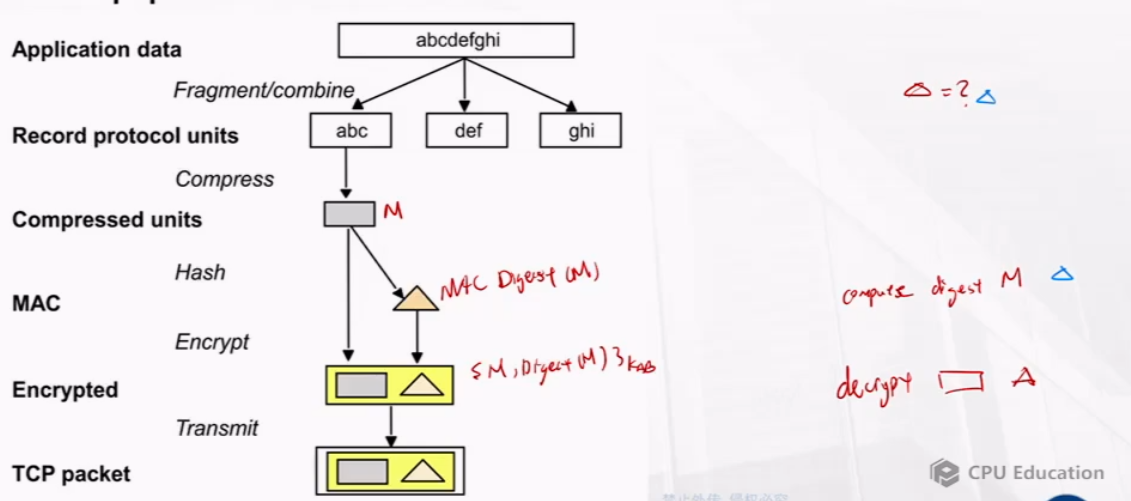 Application data
abcdefghi
Fragment/combine
Record protocol units
abc
def
ghi
Compress
Compressed units
M
Hash
MAC
MAC Digest (M)
Encrypt
Encrypted
{M, Digest (M)}KAB
Transmit
TCP packet
=?
compute digest M
decrypt
CPU Education